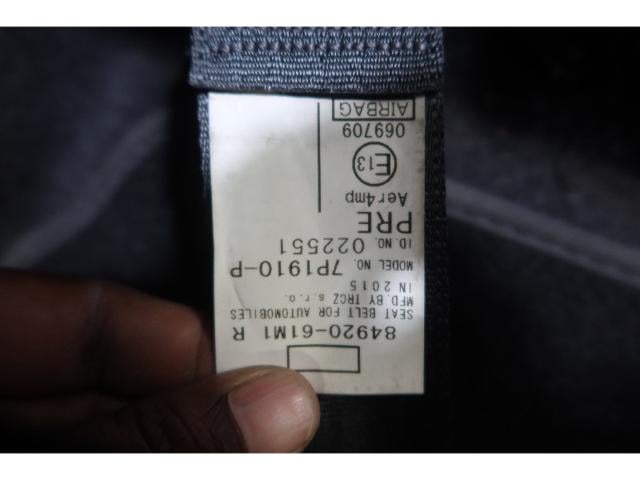 84920-61M1 R
SEAT BELT FOR AUTOMOBILES
MFD. BY TRCZ s.r.o.
IN 2015
MODEL NO. 7P1910-P
ID. NO. 022551
PRE
Aer4mp
E13
069709
AIRBAG